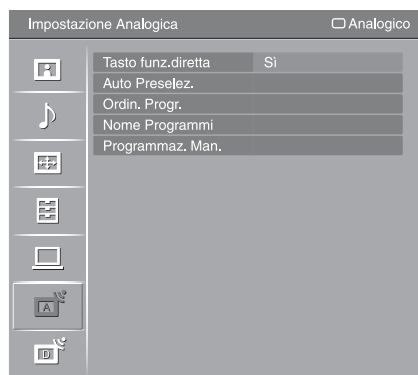 Impostazione Analogica Analogico
Tasto funz.diretta Sì
Auto Preselez.
Ordin. Progr.
Nome Programmi
Programmaz. Man.
A
D